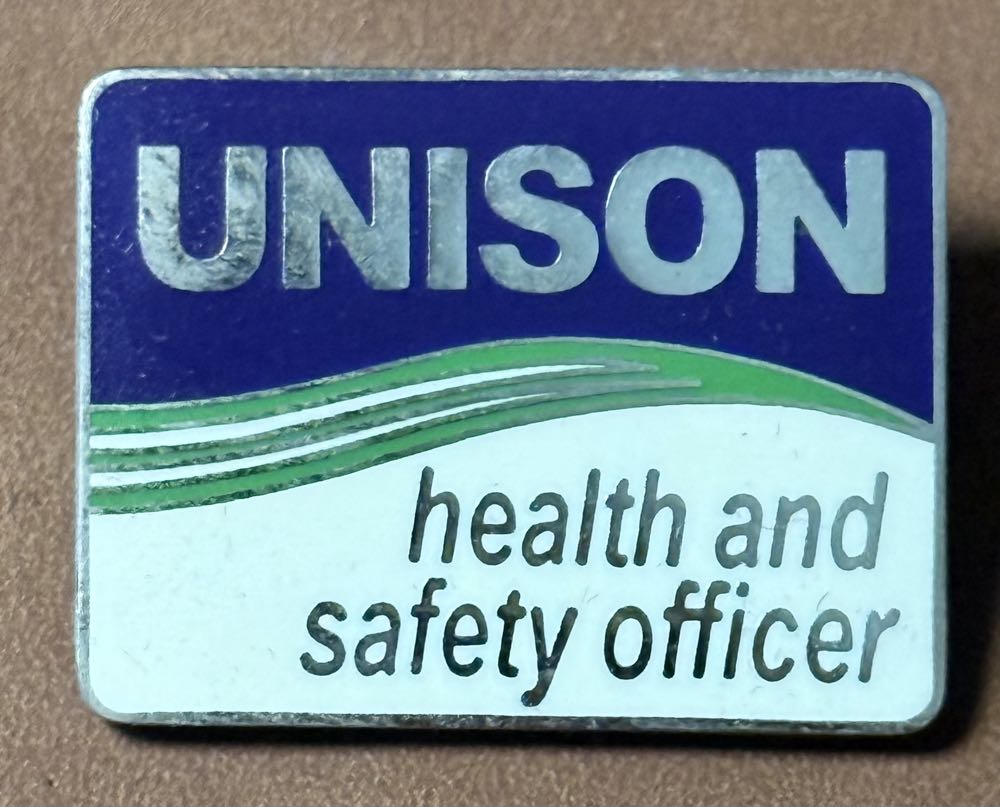 UNISON
health and
safety officer